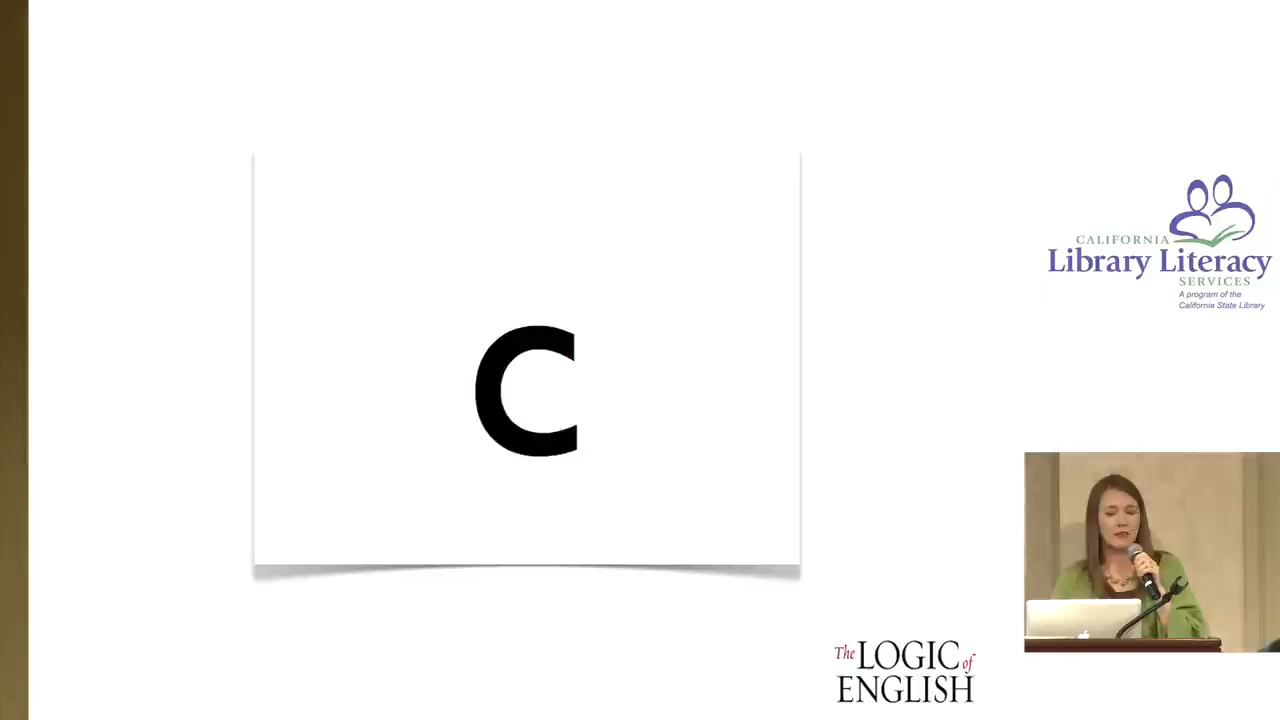 c
CALIFORNIA
Library Literacy
SERVICES
A program of the
California State Library
The LOGIC of
ENGLISH